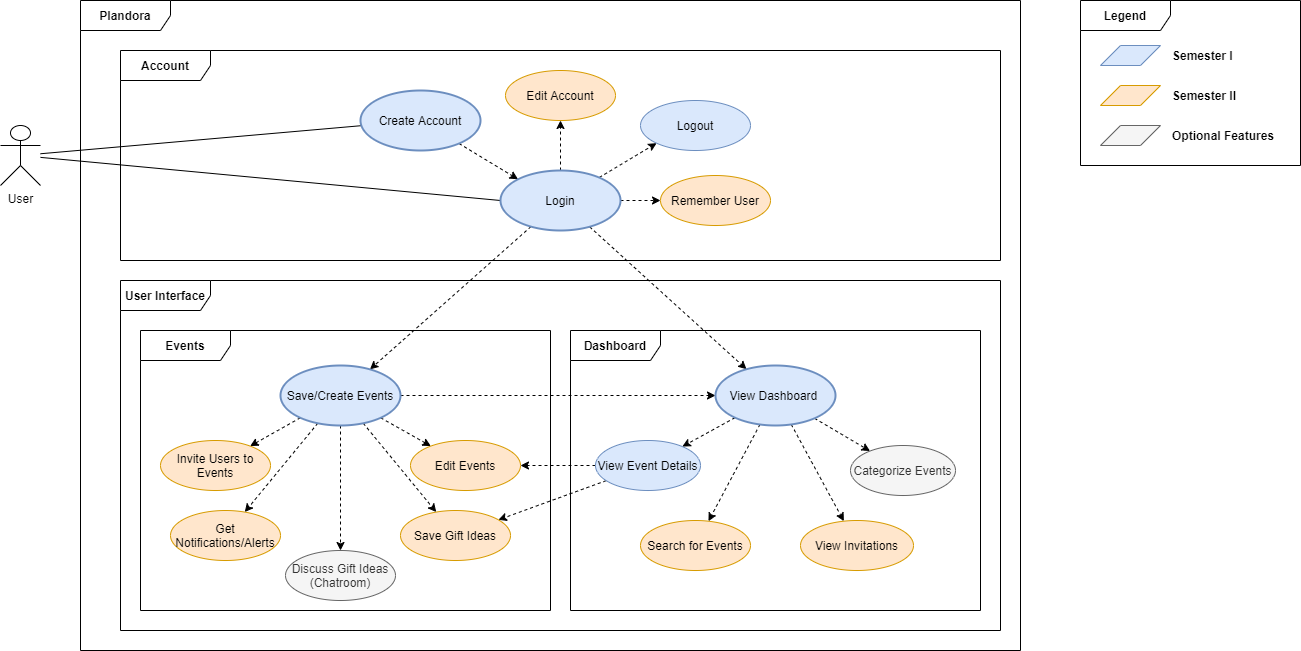 Plandora
Legend
Account
Semester I
Semester II
Optional Features
Edit Account
Create Account
Logout
Login
Remember User
User
User Interface
Events
Dashboard
Save/Create Events
View Dashboard
Invite Users to
Events
Edit Events
View Event Details
Categorize Events
Get
Notifications/Alerts
Save Gift Ideas
Search for Events
View Invitations
Discuss Gift Ideas
(Chatroom)